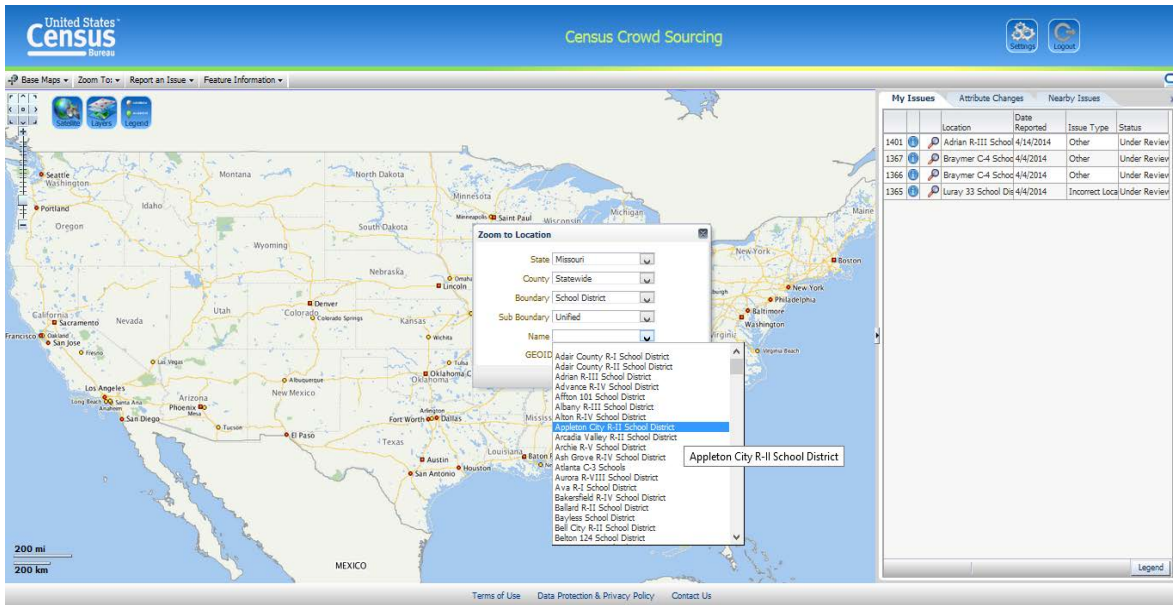 United States™
Census
Bureau
Census Crowd Sourcing
Settings
Logout
Base Maps
Zoom To:
Report an Issue
Feature Information
Satellite
Layers
Legend
My Issues
Attribute Changes
Nearby Issues
Location
Date Reported
Issue Type
Status
1401 Adrian R-III School 4/14/2014 Other Under Review
1367 Braymer C-4 Schoo 4/4/2014 Other Under Review
1366 Braymer C-4 Schoo 4/4/2014 Other Under Review
1365 Luray 33 School Dis 4/4/2014 Incorrect Loca Under Review
Seattle
Washington
Montana
North Dakota
Minnesota
Portland
Idaho
Minneapolis
Saint Paul
Wisconsin
Michigan
Maine
Oregon
South Dakota
Wyoming
New York
Boston
Nebraska
Omaha
Lincoln
New York
Philadelphia
Denver
Utah
Colorado
Colorado Springs
Kansas
Baltimore
Washington
California
Sacramento
Nevada
Francisco
Oakland
San Jose
Fresno
Wichita
Virginia Beach
Las Vegas
Tulsa
Albuquerque
Oklahoma C
Oklahoma
Los Angeles
Long Beach
Santa Ana
Anaheim
Arizona
Phoenix
Mesa
New Mexico
San Diego
Tucson
Arlington
Fort Worth
Dallas
Mississ
El Paso
Texas
Louisiana
Baton R
Austin
Houston
San Antonio
MEXICO
Zoom to Location
State Missouri
County Statewide
Boundary School District
Sub Boundary Unified
Name
GEOID
Adair County R-I School District
Adair County R-II School District
Adrian R-III School District
Advance R-IV School District
Affton 101 School District
Albany R-III School District
Alton R-IV School District
Appleton City R-II School District
Arcadia Valley R-II School District
Archie R-V School District
Ash Grove R-IV School District
Atlanta C-3 Schools
Aurora R-VIII School District
Ava R-I School District
Bakersfield R-IV School District
Ballard R-II School District
Bayless School District
Bell City R-II School District
Belton 124 School District
Appleton City R-II School District
200 mi
200 km
Legend
Terms of Use
Data Protection & Privacy Policy
Contact Us